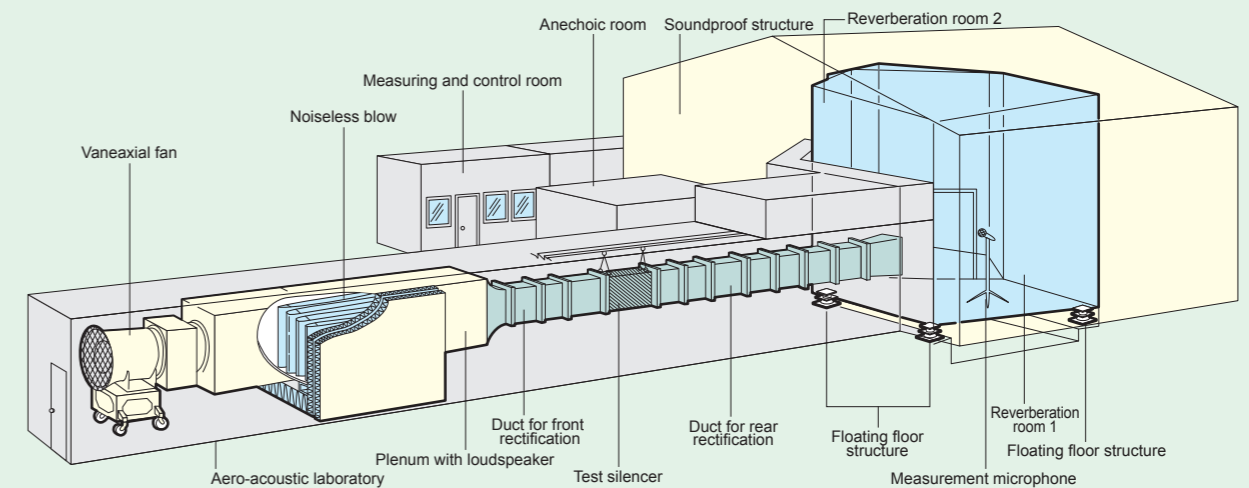 Reverberation room 2
Anechoic room
Soundproof structure
Measuring and control room
Noiseless blow
Vaneaxial fan
Duct for front
rectification
Duct for rear
rectification
Floating floor
structure
Reverberation
room 1
Floating floor structure
Plenum with loudspeaker
Aero-acoustic laboratory
Test silencer
Measurement microphone